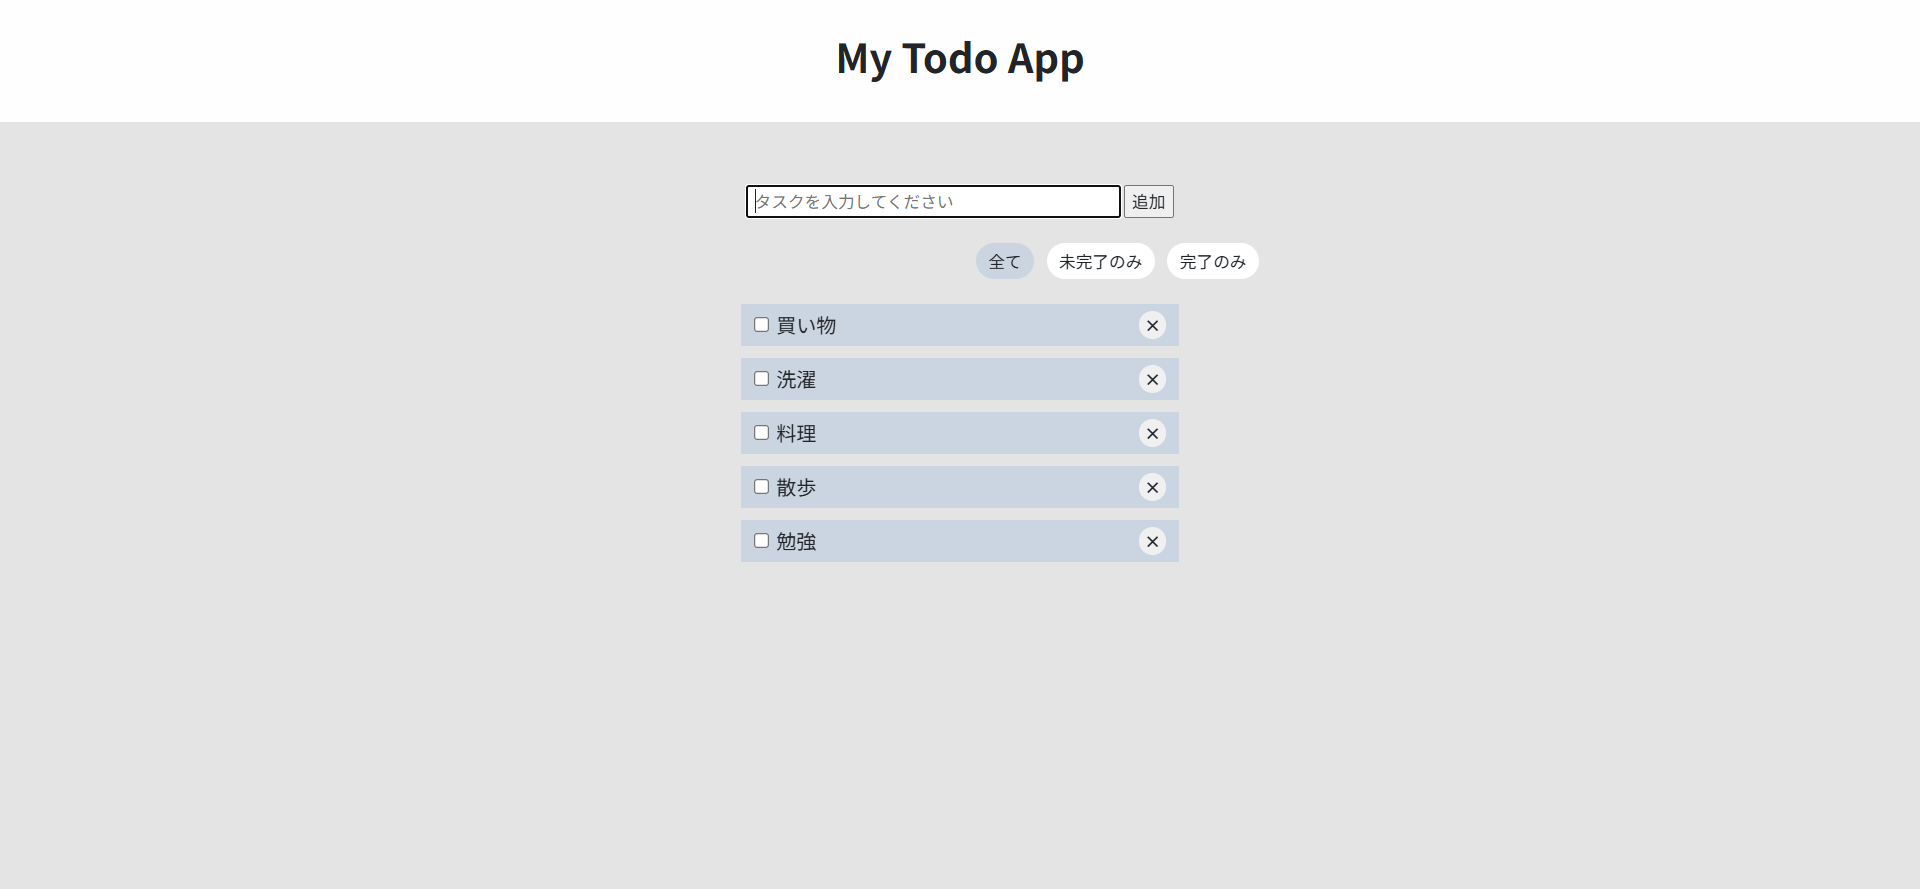 My Todo App
タスクを入力してください 追加
全て 未完了のみ 完了のみ
買い物 ×
洗濯 ×
料理 ×
散歩 ×
勉強 ×